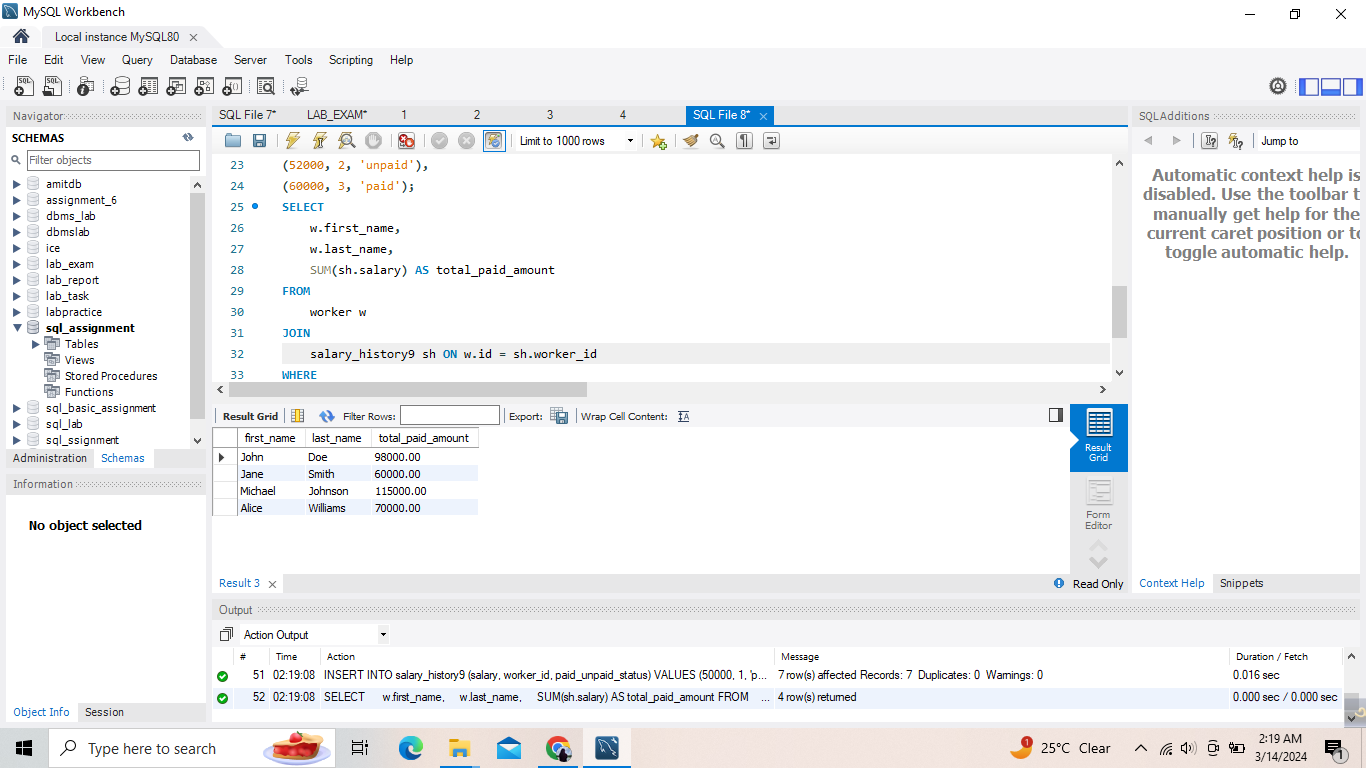 MySQL Workbench
Local instance MySQL80
File Edit View Query Database Server Tools Scripting Help
Navigator
SCHEMAS
Filter objects
amitdb
assignment_6
dbms_lab
dbmslab
ice
lab_exam
lab_report
lab_task
labpractice
sql_assignment
Tables
Views
Stored Procedures
Functions
sql_basic_assignment
sql_lab
sql_ssignment
Administration Schemas
Information
No object selected
Object Info Session
SQL File 7* LAB_EXAM* 1 2 3 4 SQL File 8*
Limit to 1000 rows
23 (52000, 2, 'unpaid'),
24 (60000, 3, 'paid');
25 SELECT
26 w.first_name,
27 w.last_name,
28 SUM(sh.salary) AS total_paid_amount
29 FROM
30 worker w
31 JOIN
32 salary_history9 sh ON w.id = sh.worker_id
33 WHERE
Result Grid Filter Rows: Export: Wrap Cell Content:
first_name last_name total_paid_amount
John Doe 98000.00
Jane Smith 60000.00
Michael Johnson 115000.00
Alice Williams 70000.00
Result
Grid
Form
Editor
Result 3 Read Only
SQLAdditions
Jump to
Automatic context help is
disabled. Use the toolbar t
manually get help for the
current caret position or to
toggle automatic help.
Context Help Snippets
Output
Action Output
# Time Action Message Duration / Fetch
51 02:19:08 INSERT INTO salary_history9 (salary, worker_id, paid_unpaid_status) VALUES (50000, 1, 'p... 7 row(s) affected Records: 7 Duplicates: 0 Warnings: 0 0.016 sec
52 02:19:08 SELECT w.first_name, w.last_name, SUM(sh.salary) AS total_paid_amount FROM ... 4 row(s) returned 0.000 sec / 0.000 sec
Type here to search
25°C Clear
2:19 AM
3/14/2024